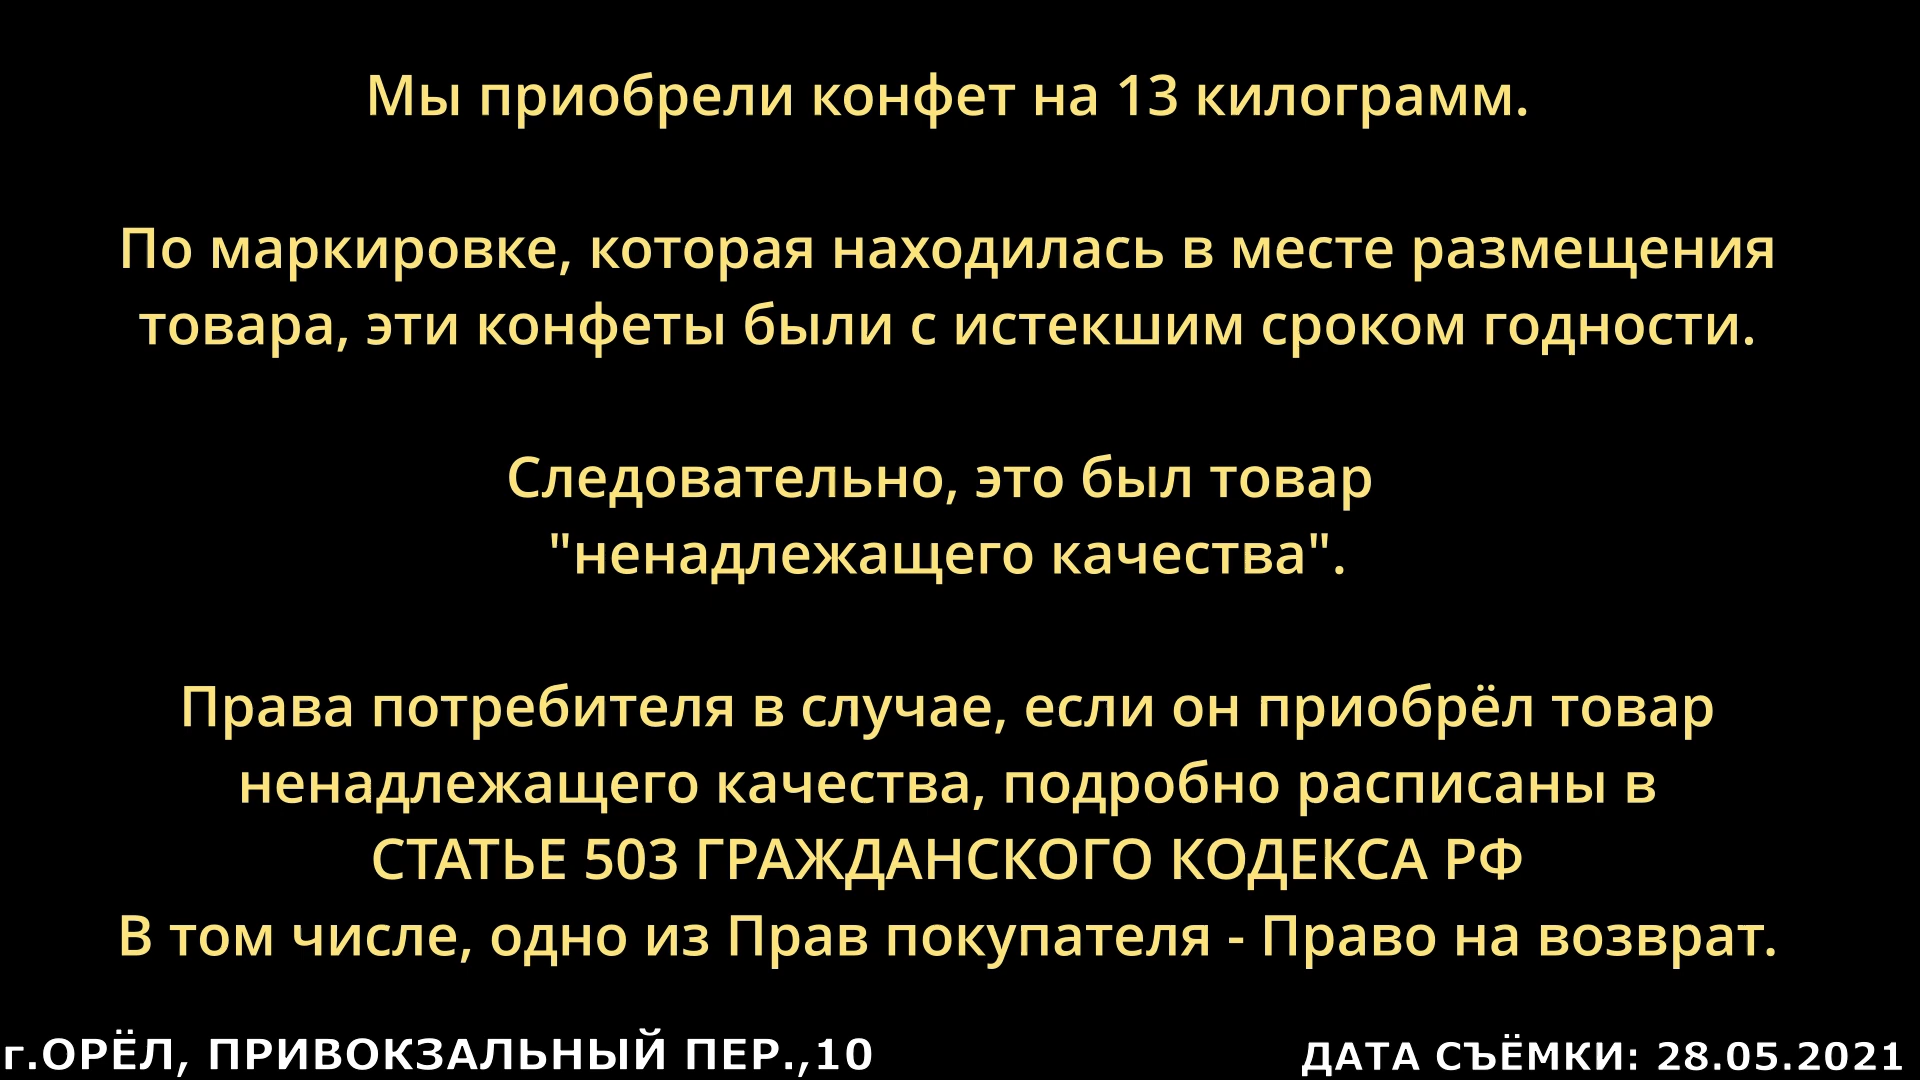 Мы приобрели конфет на 13 килограмм.
По маркировке, которая находилась в месте размещения
товара, эти конфеты были с истекшим сроком годности.
Следовательно, это был товар
"ненадлежащего качества".
Права потребителя в случае, если он приобрёл товар
ненадлежащего качества, подробно расписаны в
СТАТЬЕ 503 ГРАЖДАНСКОГО КОДЕКСА РФ
В том числе, одно из Прав покупателя - Право на возврат.
г.ОРЁЛ, ПРИВОКЗАЛЬНЫЙ ПЕР.,10
ДАТА СЪЁМКИ: 28.05.2021